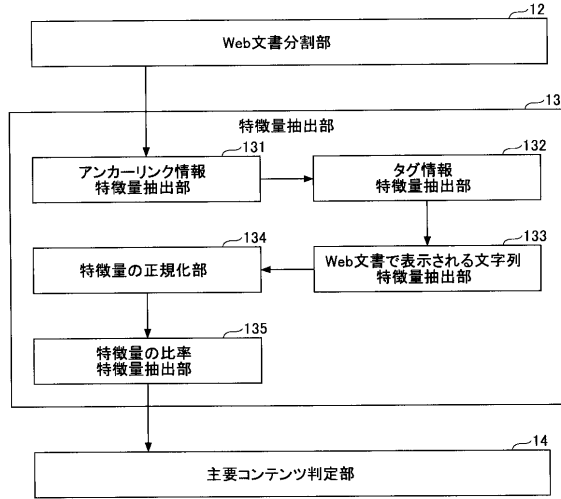 12
Web文書分割部
13
特徴量抽出部
131
アンカーリンク情報
特徴量抽出部
132
タグ情報
特徴量抽出部
134
特徴量の正規化部
133
Web文書で表示される文字列
特徴量抽出部
135
特徴量の比率
特徴量抽出部
14
主要コンテンツ判定部